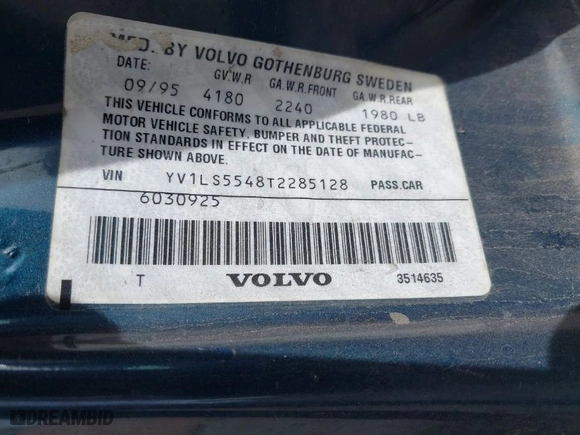 MFD. BY VOLVO GOTHENBURG SWEDEN
DATE: GV.W.R GA.W.R.FRONT GA.W.R.REAR
09/95 4180 2240 1980 LB
THIS VEHICLE CONFORMS TO ALL APPLICABLE FEDERAL
MOTOR VEHICLE SAFETY, BUMPER AND THEFT PROTEC-
TION STANDARDS IN EFFECT ON THE DATE OF MANUFAC-
TURE SHOWN ABOVE.
VIN YV1LS5548T2285128 PASS.CAR
6030925
T VOLVO 3514635
DREAMBID